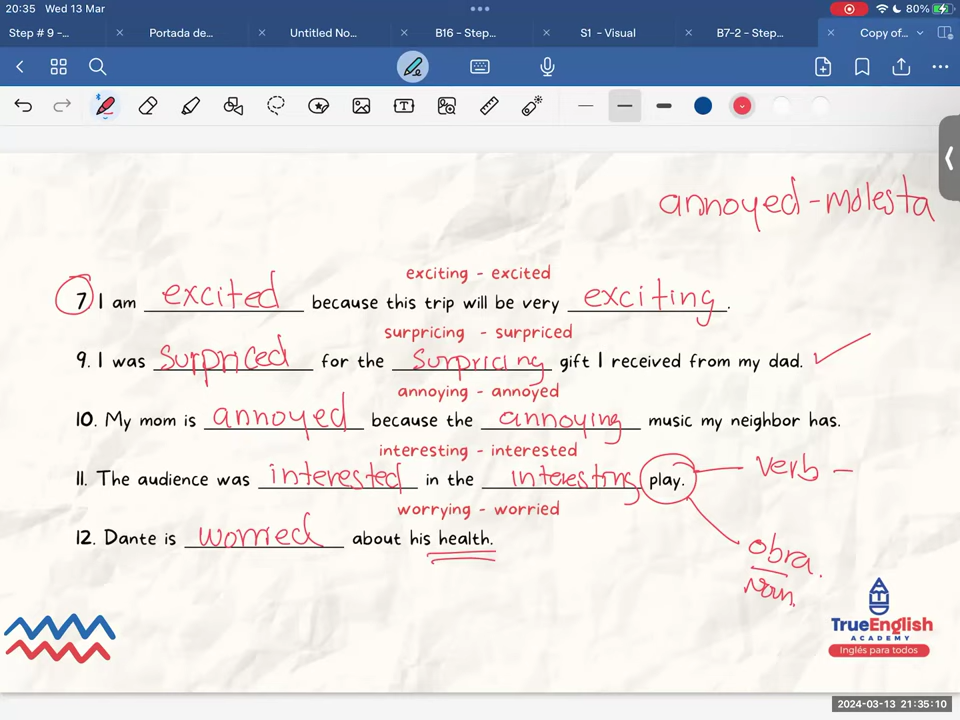 20:35 Wed 13 Mar 80%
Step # 9 -... Portada de... Untitled No... B16 - Step... S1 - Visual B7-2 - Step... Copy of...
annoyed - molesta
exciting - excited
7 I am excited because this trip will be very exciting.
surpricing - surpriced
9. I was surpriced for the surpricing gift I received from my dad.
annoying - annoyed
10. My mom is annoyed because the annoying music my neighbor has.
interesting - interested
verb -
11. The audience was interested in the interesting play.
worrying - worried
12. Dante is worried about his health.
obra.
Noun.
TrueEnglish
ACADEMY
Inglés para todos
2024-03-13 21:35:10